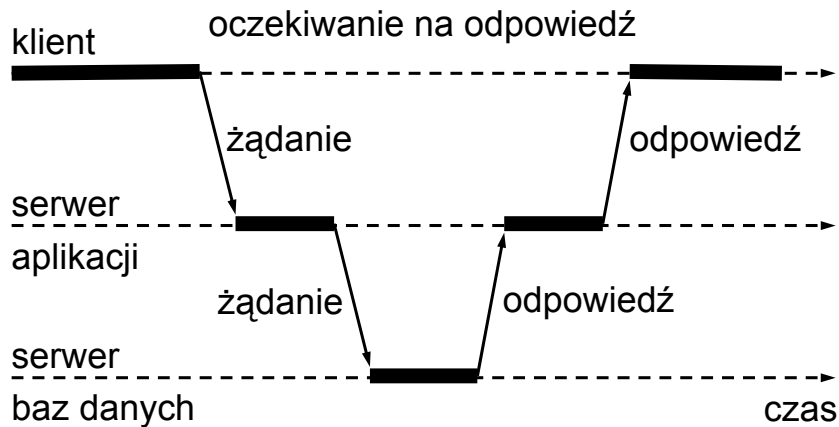 oczekiwanie na odpowiedź
klient
żądanie
odpowiedź
serwer
aplikacji
żądanie
odpowiedź
serwer
baz danych
czas